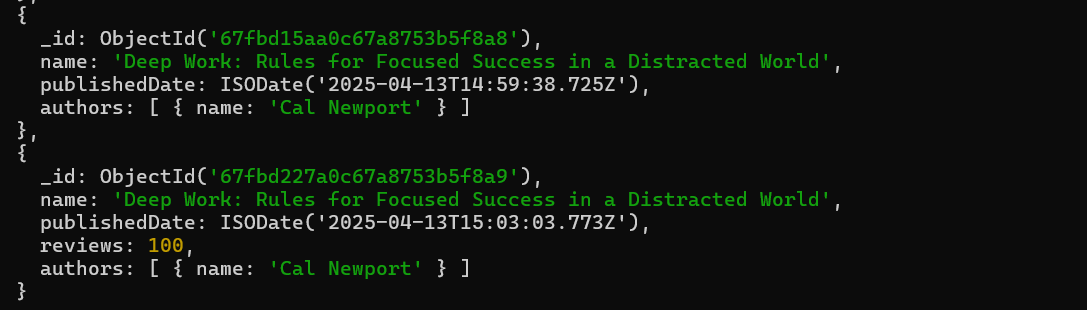 {
  _id: ObjectId('67fbd15aa0c67a8753b5f8a8'),
  name: 'Deep Work: Rules for Focused Success in a Distracted World',
  publishedDate: ISODate('2025-04-13T14:59:38.725Z'),
  authors: [ { name: 'Cal Newport' } ]
},
{
  _id: ObjectId('67fbd227a0c67a8753b5f8a9'),
  name: 'Deep Work: Rules for Focused Success in a Distracted World',
  publishedDate: ISODate('2025-04-13T15:03:03.773Z'),
  reviews: 100,
  authors: [ { name: 'Cal Newport' } ]
}